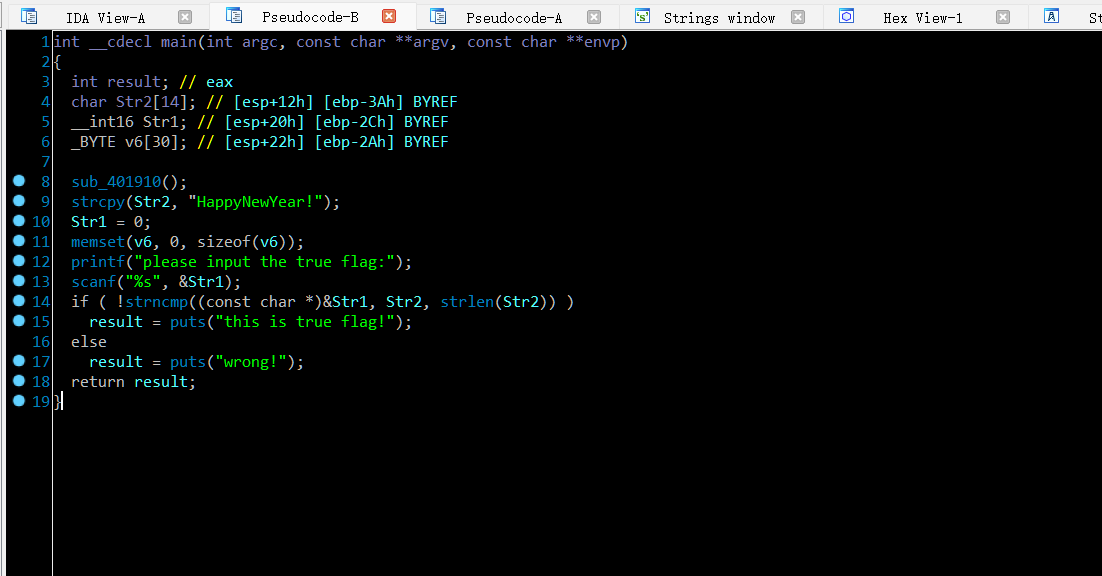 IDA View-A Pseudocode-B Pseudocode-A Strings window Hex View-1 St
1 int __cdecl main(int argc, const char **argv, const char **envp)
2 {
3 int result; // eax
4 char Str2[14]; // [esp+12h] [ebp-3Ah] BYREF
5 __int16 Str1; // [esp+20h] [ebp-2Ch] BYREF
6 _BYTE v6[30]; // [esp+22h] [ebp-2Ah] BYREF
7
8 sub_401910();
9 strcpy(Str2, "HappyNewYear!");
10 Str1 = 0;
11 memset(v6, 0, sizeof(v6));
12 printf("please input the true flag:");
13 scanf("%s", &Str1);
14 if ( !strncmp((const char *)&Str1, Str2, strlen(Str2)) )
15 result = puts("this is true flag!");
16 else
17 result = puts("wrong!");
18 return result;
19 }